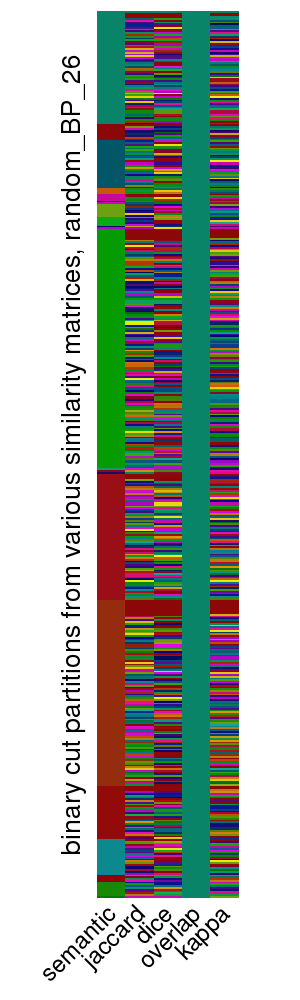 binary cut partitions from various similarity matrices, random_BP_26
semantic
jaccard
dice
overlap
kappa